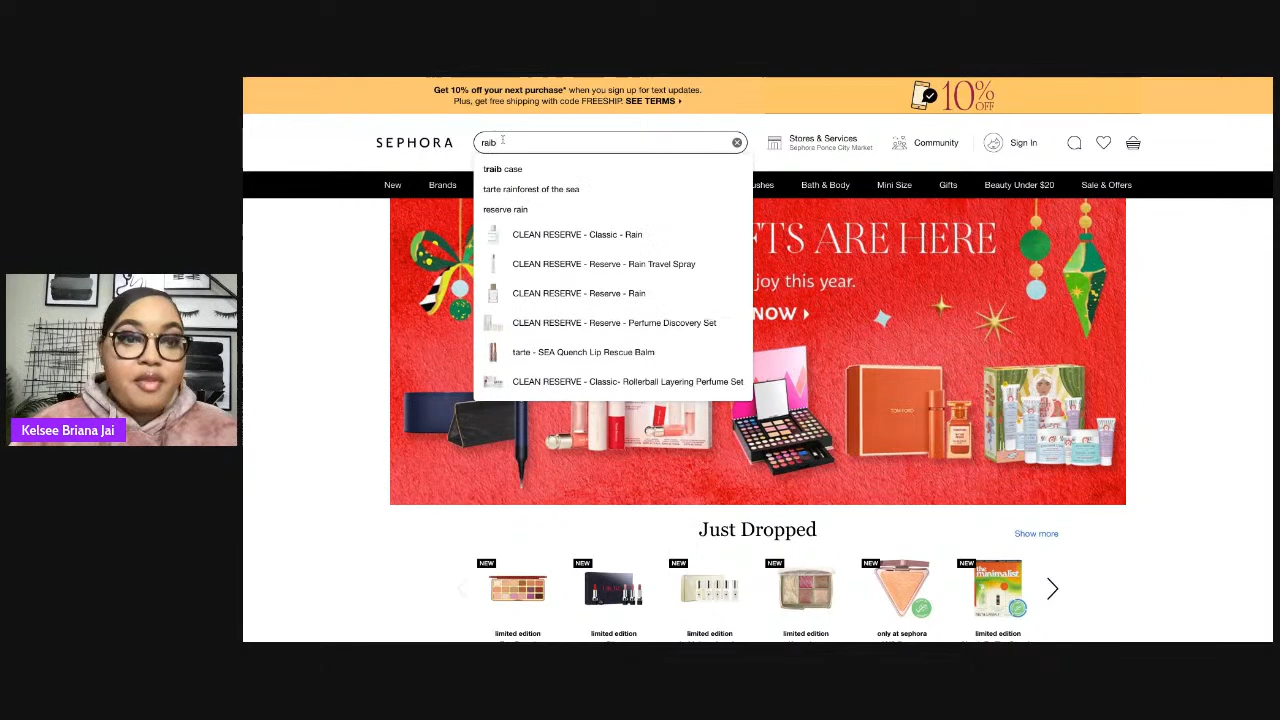 Get 10% off your next purchase* when you sign up for text updates.
Plus, get free shipping with code FREESHIP. SEE TERMS
10%
OFF
SEPHORA
raib
Stores & Services
Sephora Ponce City Market
Community
Sign In
traib case
tarte rainforest of the sea
reserve rain
CLEAN RESERVE - Classic - Rain
CLEAN RESERVE - Reserve - Rain Travel Spray
CLEAN RESERVE - Reserve - Rain
CLEAN RESERVE - Reserve - Perfume Discovery Set
tarte - SEA Quench Lip Rescue Balm
CLEAN RESERVE - Classic- Rollerball Layering Perfume Set
New
Brands
ushes
Bath & Body
Mini Size
Gifts
Beauty Under $20
Sale & Offers
FTS ARE HERE
joy this year.
NOW
TOM FORD
Kelsee Briana Jai
Just Dropped
Show more
NEW
NEW
NEW
NEW
NEW
NEW
the
minimalist
limited edition
limited edition
limited edition
limited edition
only at sephora
limited edition